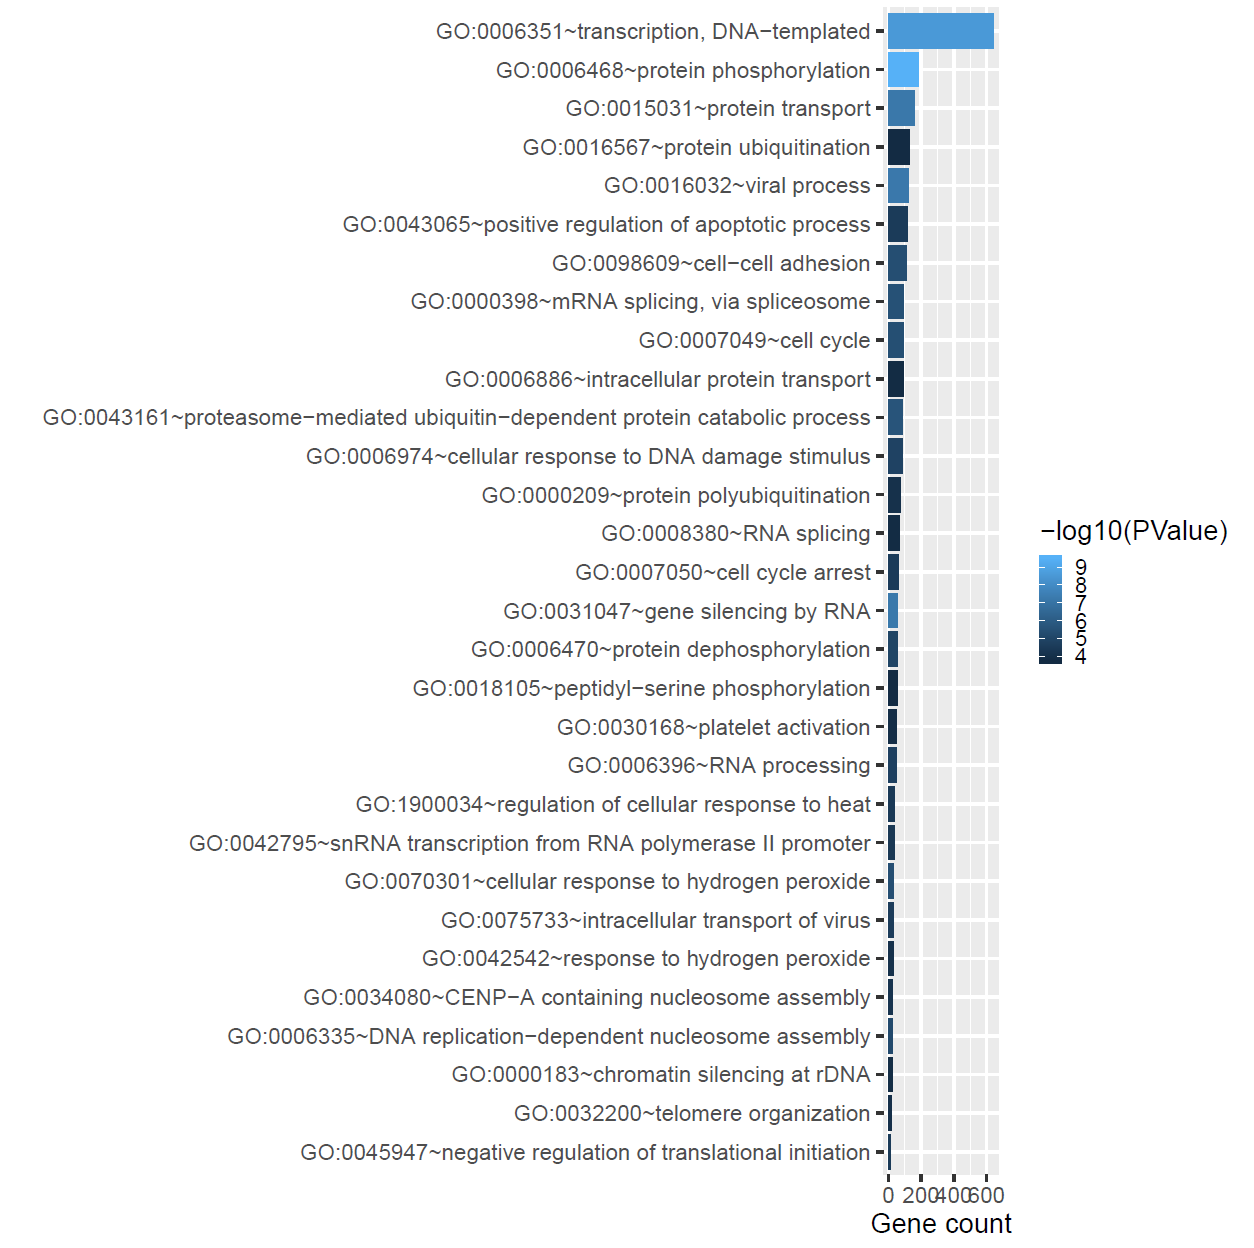 GO:0006351~transcription, DNA−templated
GO:0006468~protein phosphorylation
GO:0015031~protein transport
GO:0016567~protein ubiquitination
GO:0016032~viral process
GO:0043065~positive regulation of apoptotic process
GO:0098609~cell−cell adhesion
GO:0000398~mRNA splicing, via spliceosome
GO:0007049~cell cycle
GO:0006886~intracellular protein transport
GO:0043161~proteasome−mediated ubiquitin−dependent protein catabolic process
GO:0006974~cellular response to DNA damage stimulus
GO:0000209~protein polyubiquitination
GO:0008380~RNA splicing
GO:0007050~cell cycle arrest
GO:0031047~gene silencing by RNA
GO:0006470~protein dephosphorylation
GO:0018105~peptidyl−serine phosphorylation
GO:0030168~platelet activation
GO:0006396~RNA processing
GO:1900034~regulation of cellular response to heat
GO:0042795~snRNA transcription from RNA polymerase II promoter
GO:0070301~cellular response to hydrogen peroxide
GO:0075733~intracellular transport of virus
GO:0042542~response to hydrogen peroxide
GO:0034080~CENP−A containing nucleosome assembly
GO:0006335~DNA replication−dependent nucleosome assembly
GO:0000183~chromatin silencing at rDNA
GO:0032200~telomere organization
GO:0045947~negative regulation of translational initiation
0 200 400 600
Gene count
−log10(PValue)
9
8
7
6
5
4